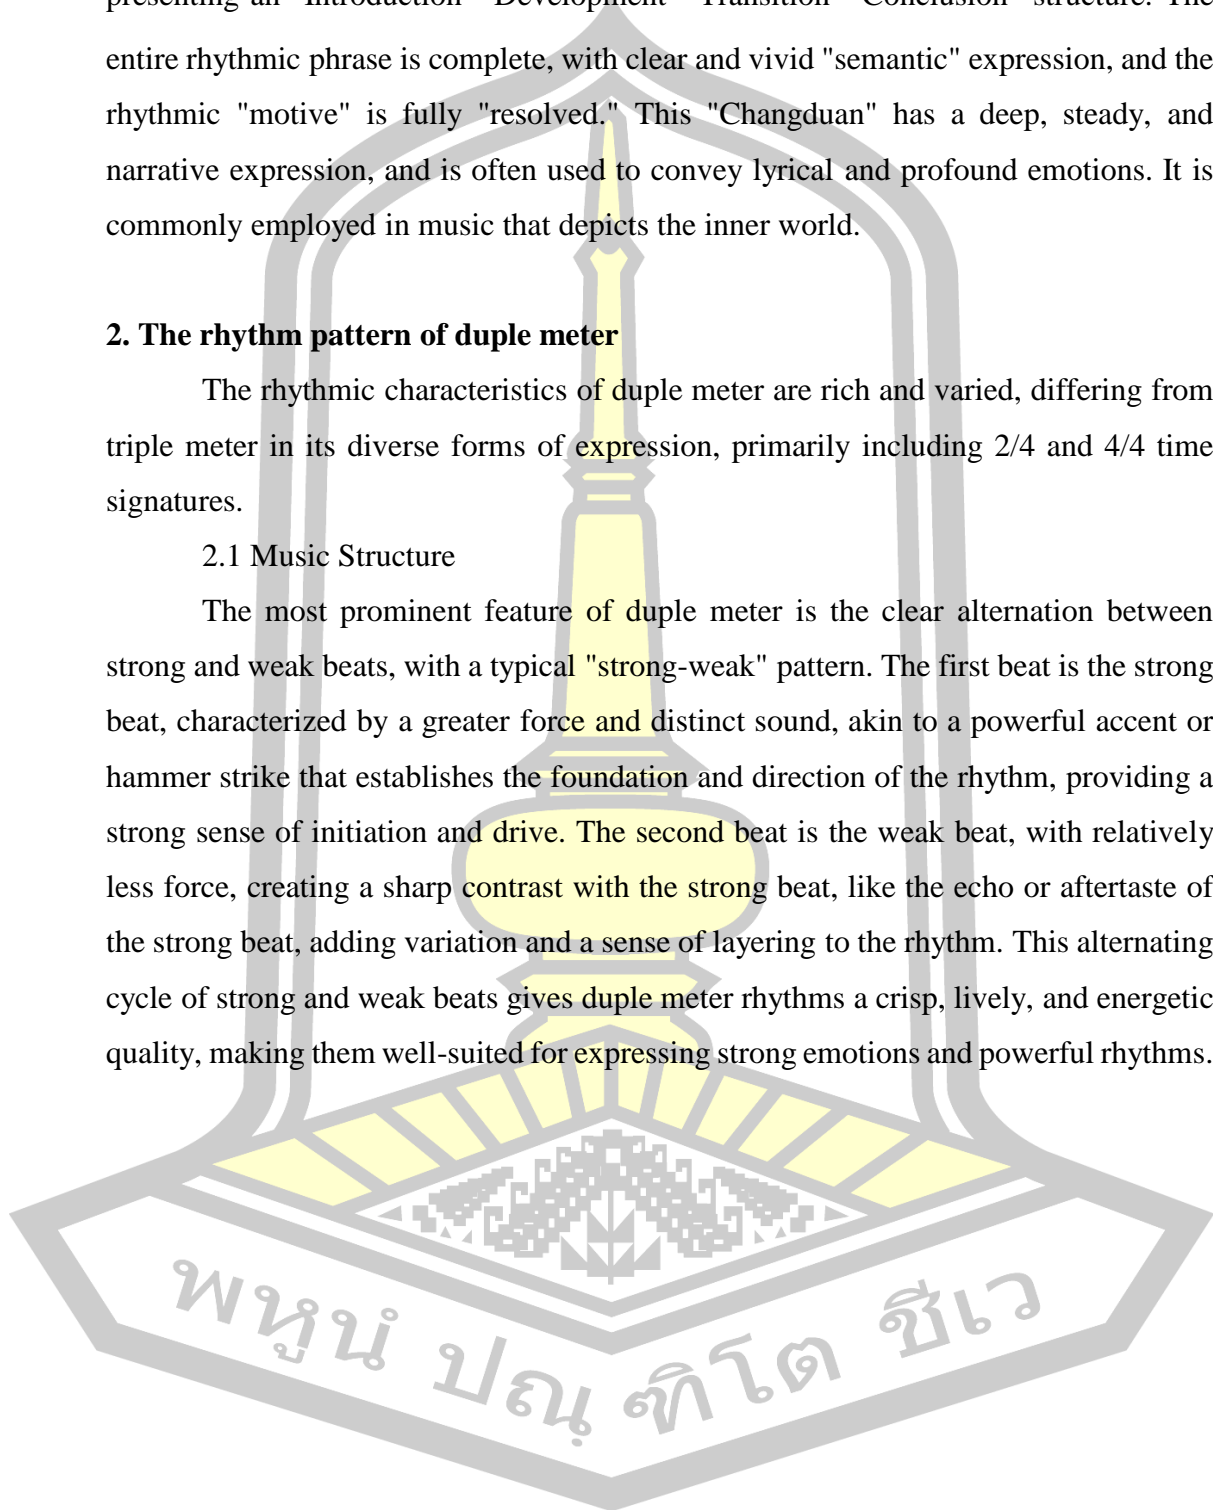 presenting an "Introduction - Development - Transition - Conclusion" structure. The
entire rhythmic phrase is complete, with clear and vivid "semantic" expression, and the
rhythmic "motive" is fully "resolved." This "Changduan" has a deep, steady, and
narrative expression, and is often used to convey lyrical and profound emotions. It is
commonly employed in music that depicts the inner world.
2. The rhythm pattern of duple meter
The rhythmic characteristics of duple meter are rich and varied, differing from
triple meter in its diverse forms of expression, primarily including 2/4 and 4/4 time
signatures.
2.1 Music Structure
The most prominent feature of duple meter is the clear alternation between
strong and weak beats, with a typical "strong-weak" pattern. The first beat is the strong
beat, characterized by a greater force and distinct sound, akin to a powerful accent or
hammer strike that establishes the foundation and direction of the rhythm, providing a
strong sense of initiation and drive. The second beat is the weak beat, with relatively
less force, creating a sharp contrast with the strong beat, like the echo or aftertaste of
the strong beat, adding variation and a sense of layering to the rhythm. This alternating
cycle of strong and weak beats gives duple meter rhythms a crisp, lively, and energetic
quality, making them well-suited for expressing strong emotions and powerful rhythms.
พหูนํ ปณฺฑิโต ชีเว